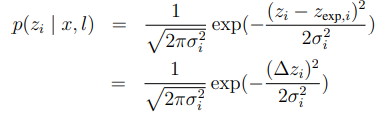 p(z_i | x, l) = \frac{1}{\sqrt{2\pi\sigma_i^2}} exp(-\frac{(z_i - z_{exp,i})^2}{2\sigma_i^2})
= \frac{1}{\sqrt{2\pi\sigma_i^2}} exp(-\frac{(\Delta z_i)^2}{2\sigma_i^2})